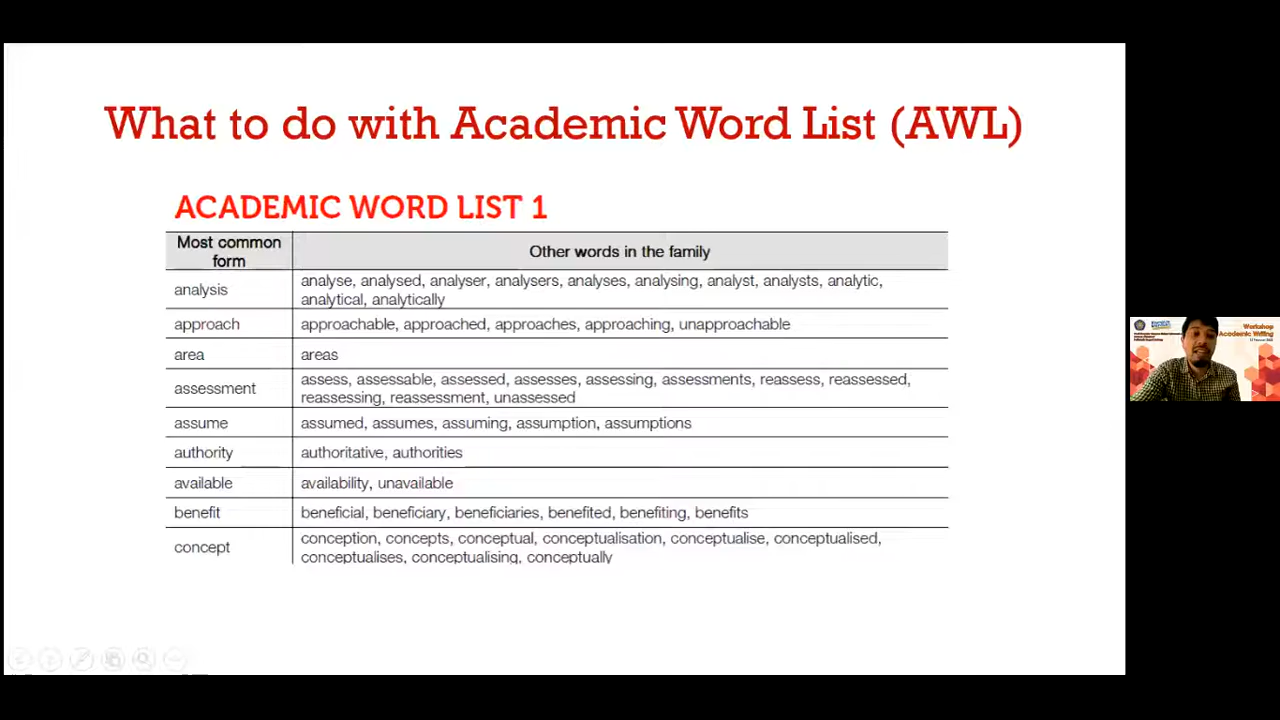 What to do with Academic Word List (AWL)
ACADEMIC WORD LIST 1
Most common
form
Other words in the family
analysis
analyse, analysed, analyser, analysers, analyses, analysing, analyst, analysts, analytic,
analytical, analytically
approach
approachable, approached, approaches, approaching, unapproachable
area
areas
assessment
assess, assessable, assessed, assesses, assessing, assessments, reassess, reassessed,
reassessing, reassessment, unassessed
assume
assumed, assumes, assuming, assumption, assumptions
authority
authoritative, authorities
available
availability, unavailable
benefit
beneficial, beneficiary, beneficiaries, benefited, benefiting, benefits
concept
conception, concepts, conceptual, conceptualisation, conceptualise, conceptualised,
conceptualises, conceptualising, conceptually
Workshop
Academic Writing